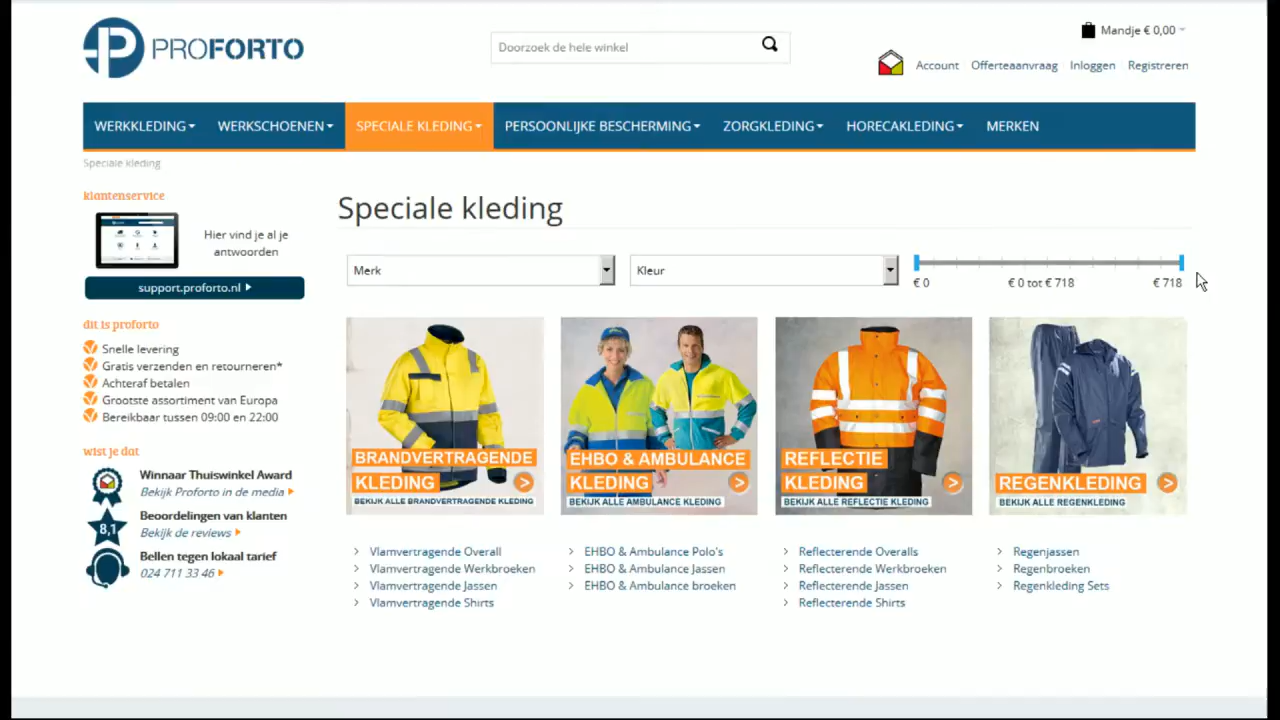 PROFORTO
Doorzoek de hele winkel
Mandje € 0,00
Account Offerteaanvraag Inloggen Registreren
WERKKLEDING WERKSCHOENEN SPECIALE KLEDING PERSOONLIJKE BESCHERMING ZORGKLEDING HORECAKLEDING MERKEN
Speciale kleding
klantenservice
Hier vind je al je
antwoorden
support.proforto.nl
dit is proforto
Snelle levering
Gratis verzenden en retourneren*
Achteraf betalen
Grootste assortiment van Europa
Bereikbaar tussen 09:00 en 22:00
wist je dat
Winnaar Thuiswinkel Award
Bekijk Proforto in de media
8,1
Beoordelingen van klanten
Bekijk de reviews
Bellen tegen lokaal tarief
024 711 33 46
Speciale kleding
Merk
Kleur
€ 0 € 0 tot € 718 € 718
BRANDVERTRAGENDE
KLEDING
BEKIJK ALLE BRANDVERTRAGENDE KLEDING
EHBO & AMBULANCE
KLEDING
BEKIJK ALLE AMBULANCE KLEDING
REFLECTIE
KLEDING
BEKIJK ALLE REFLECTIE KLEDING
REGENKLEDING
BEKIJK ALLE REGENKLEDING
Vlamvertragende Overall
Vlamvertragende Werkbroeken
Vlamvertragende Jassen
Vlamvertragende Shirts
EHBO & Ambulance Polo's
EHBO & Ambulance Jassen
EHBO & Ambulance broeken
Reflecterende Overalls
Reflecterende Werkbroeken
Reflecterende Jassen
Reflecterende Shirts
Regenjassen
Regenbroeken
Regenkleding Sets